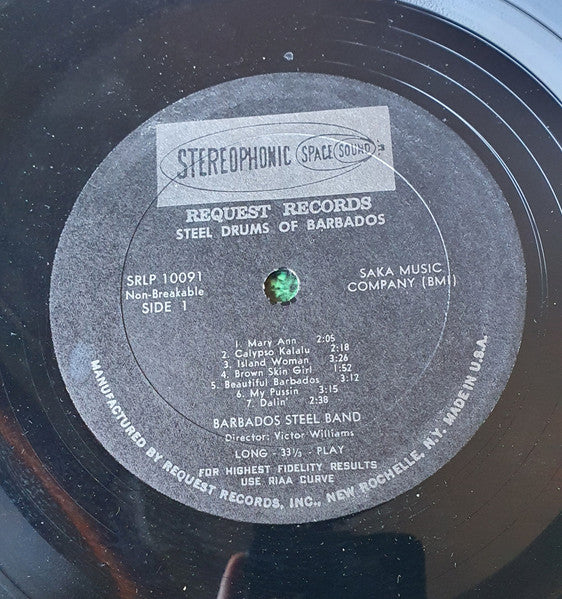 STEREOPHONIC SPACE SOUND
REQUEST RECORDS
STEEL DRUMS OF BARBADOS
SRLP 10091
Non-Breakable
SIDE 1
SAKA MUSIC
COMPANY (BMI)
1. Mary Ann 2:05
2. Calypso Kalalu 2:18
3. Island Woman 3:26
4. Brown Skin Girl 1:52
5. Beautiful Barbados 3:12
6. My Pussin 3:15
7. Dalin' 2:38
BARBADOS STEEL BAND
Director: Victor Williams
LONG - 33⅓ - PLAY
FOR HIGHEST FIDELITY RESULTS
USE RIAA CURVE
MANUFACTURED BY REQUEST RECORDS, INC., NEW ROCHELLE, N.Y. MADE IN U.S.A.